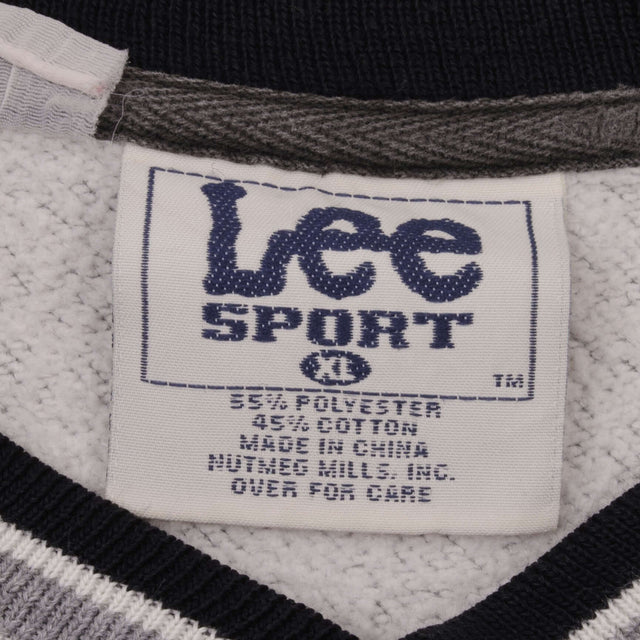 Lee
SPORT
XL
TM
55% POLYESTER
45% COTTON
MADE IN CHINA
NUTMEG MILLS, INC.
OVER FOR CARE